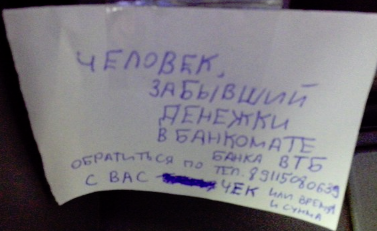 ЧЕЛОВЕК,
ЗАБЫВШИЙ
ДЕНЕЖКИ
В БАНКОМАТЕ
БАНКА ВТБ
ОБРАТИТЬСЯ ПО ТЕЛ. 89115080639
С ВАС ЧЕК ИЛИ ВРЕМЯ
И СУММА